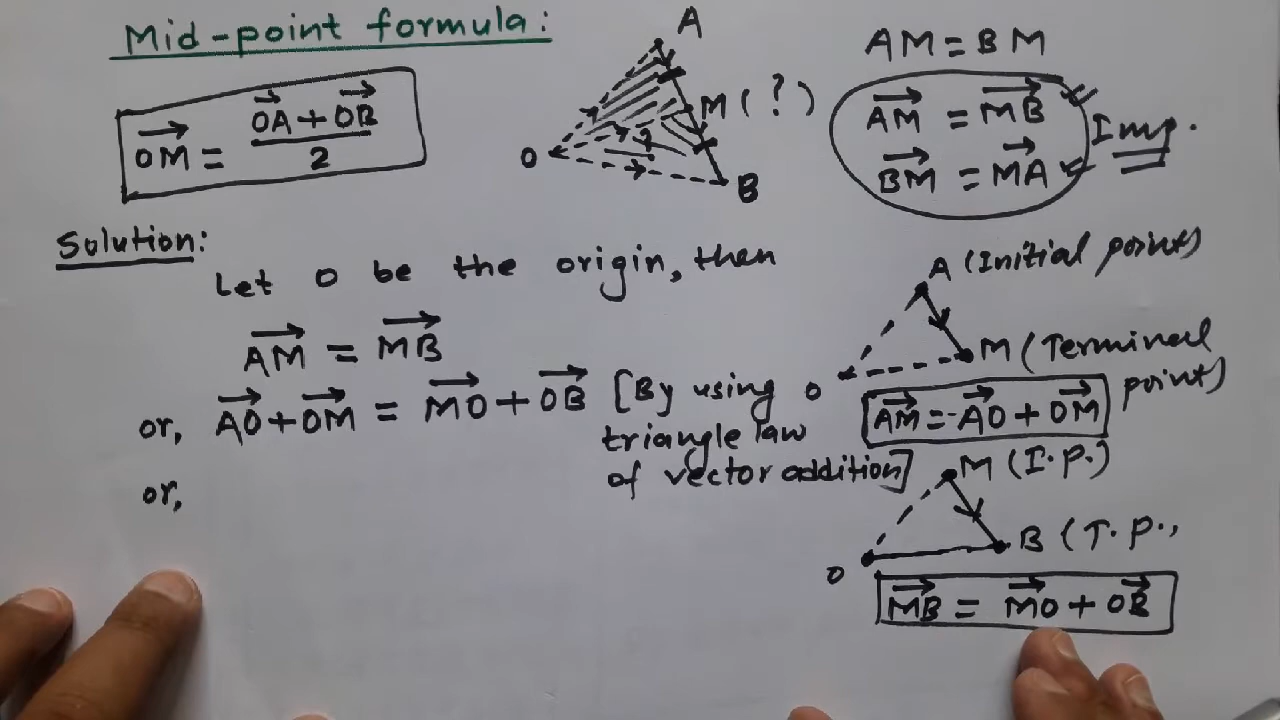 Mid-point formula:
OM = (OA + OB)/2
A
M(?)
O
B
AM = BM
AM = MB
BM = MA
Imp.
Solution:
Let O be the origin, then
AM = MB
or, AO + OM = MO + OB [By using
triangle law
of vector addition]
or,
A (Initial point)
M (Terminal
point)
O
AM = -AO + OM
M (I.P.)
B (T.P.,
O
MB = MO + OB